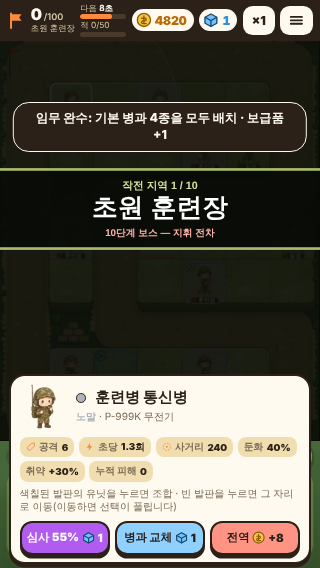 0 /100
초원 훈련장
다음 8초
적 0/50
4820
1
×1
임무 완수: 기본 병과 4종을 모두 배치 · 보급품
+1
작전 지역 1 / 10
초원 훈련장
10단계 보스 — 지휘 전차
훈련병 통신병
노말 · P-999K 무전기
공격 6
초당 1.3회
사거리 240
둔화 40%
취약 +30%
누적 피해 0
색칠된 발판의 유닛을 누르면 조합 · 빈 발판을 누르면 그 자리
로 이동(이동하면 선택이 풀립니다)
심사 55% 1
병과 교체 1
전역 +8